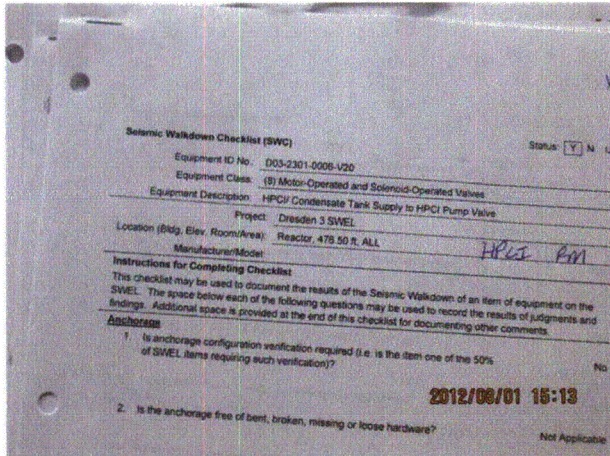 Seismic Walkdown Checklist (SWC)
Status: Y N
Equipment ID No.: D03-2301-0006-V20
Equipment Class: (8) Motor-Operated and Solenoid-Operated Valves
Equipment Description: HPCI/ Condensate Tank Supply to HPCI Pump Valve
Project: Dresden 3 SWEL
Location (Bldg, Elev. Room/Area): Reactor, 476.50 ft, ALL
HPCI RM
Manufacturer/Model:
Instructions for Completing Checklist
This checklist may be used to document the results of the Seismic Walkdown of an item of equipment on the
SWEL. The space below each of the following questions may be used to record the results of judgments and
findings. Additional space is provided at the end of this checklist for documenting other comments.
Anchorage
1. Is anchorage configuration verification required (i.e. is the item one of the 50%
of SWEL items requiring such verification)?
No
2012/08/01 15:13
2. Is the anchorage free of bent, broken, missing or loose hardware?
Not Applicable